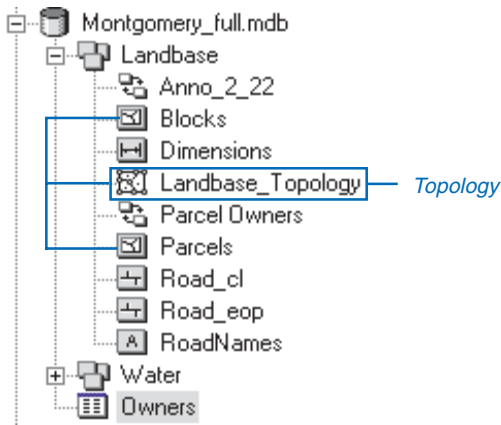 Montgomery_full.mdb
Landbase
Anno_2_22
Blocks
Dimensions
Landbase_Topology
Topology
Parcel Owners
Parcels
Road_cl
Road_eop
A RoadNames
Water
Owners